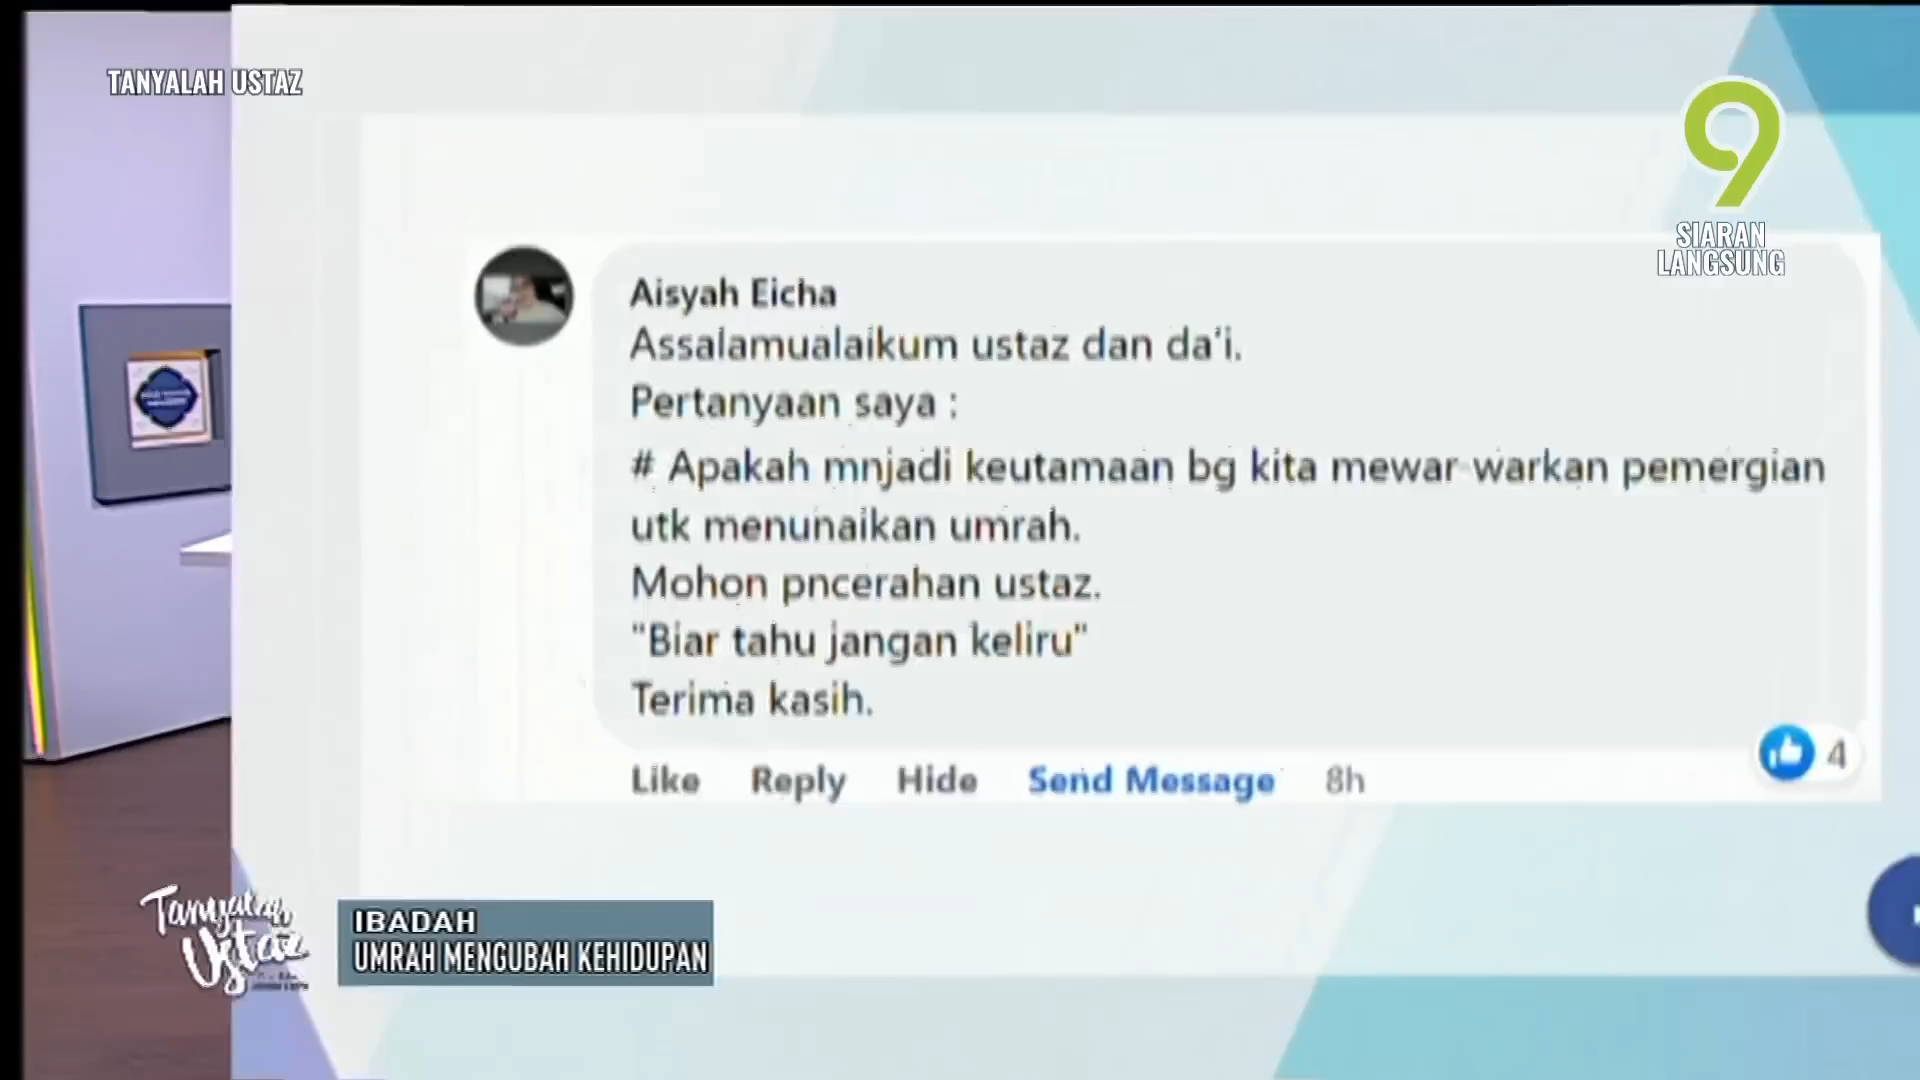 TANYALAH USTAZ
9
SIARAN
LANGSUNG
Aisyah Eicha
Assalamualaikum ustaz dan da'i.
Pertanyaan saya :
# Apakah mnjadi keutamaan bg kita mewar-warkan pemergian
utk menunaikan umrah.
Mohon pncerahan ustaz.
"Biar tahu jangan keliru"
Terima kasih.
Like Reply Hide Send Message 8h
4
Tanyalah
Ustaz
IBADAH
UMRAH MENGUBAH KEHIDUPAN